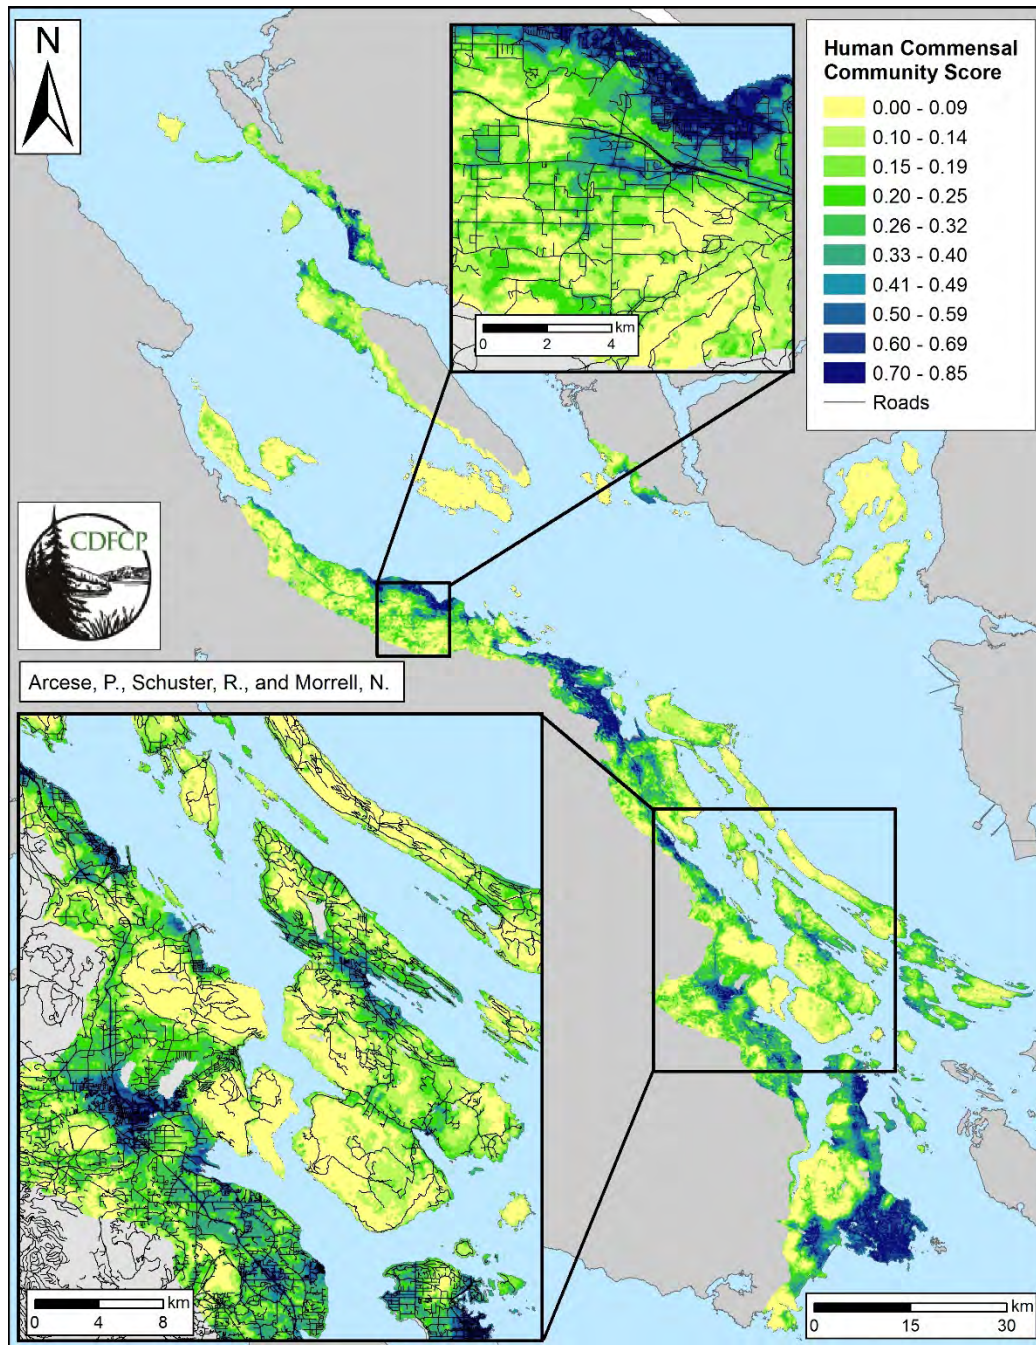 N
Human Commensal
Community Score
0.00 - 0.09
0.10 - 0.14
0.15 - 0.19
0.20 - 0.25
0.26 - 0.32
0.33 - 0.40
0.41 - 0.49
0.50 - 0.59
0.60 - 0.69
0.70 - 0.85
Roads
km
0 2 4
CDFCP
Arcese, P., Schuster, R., and Morrell, N.
km
0 4 8
km
0 15 30